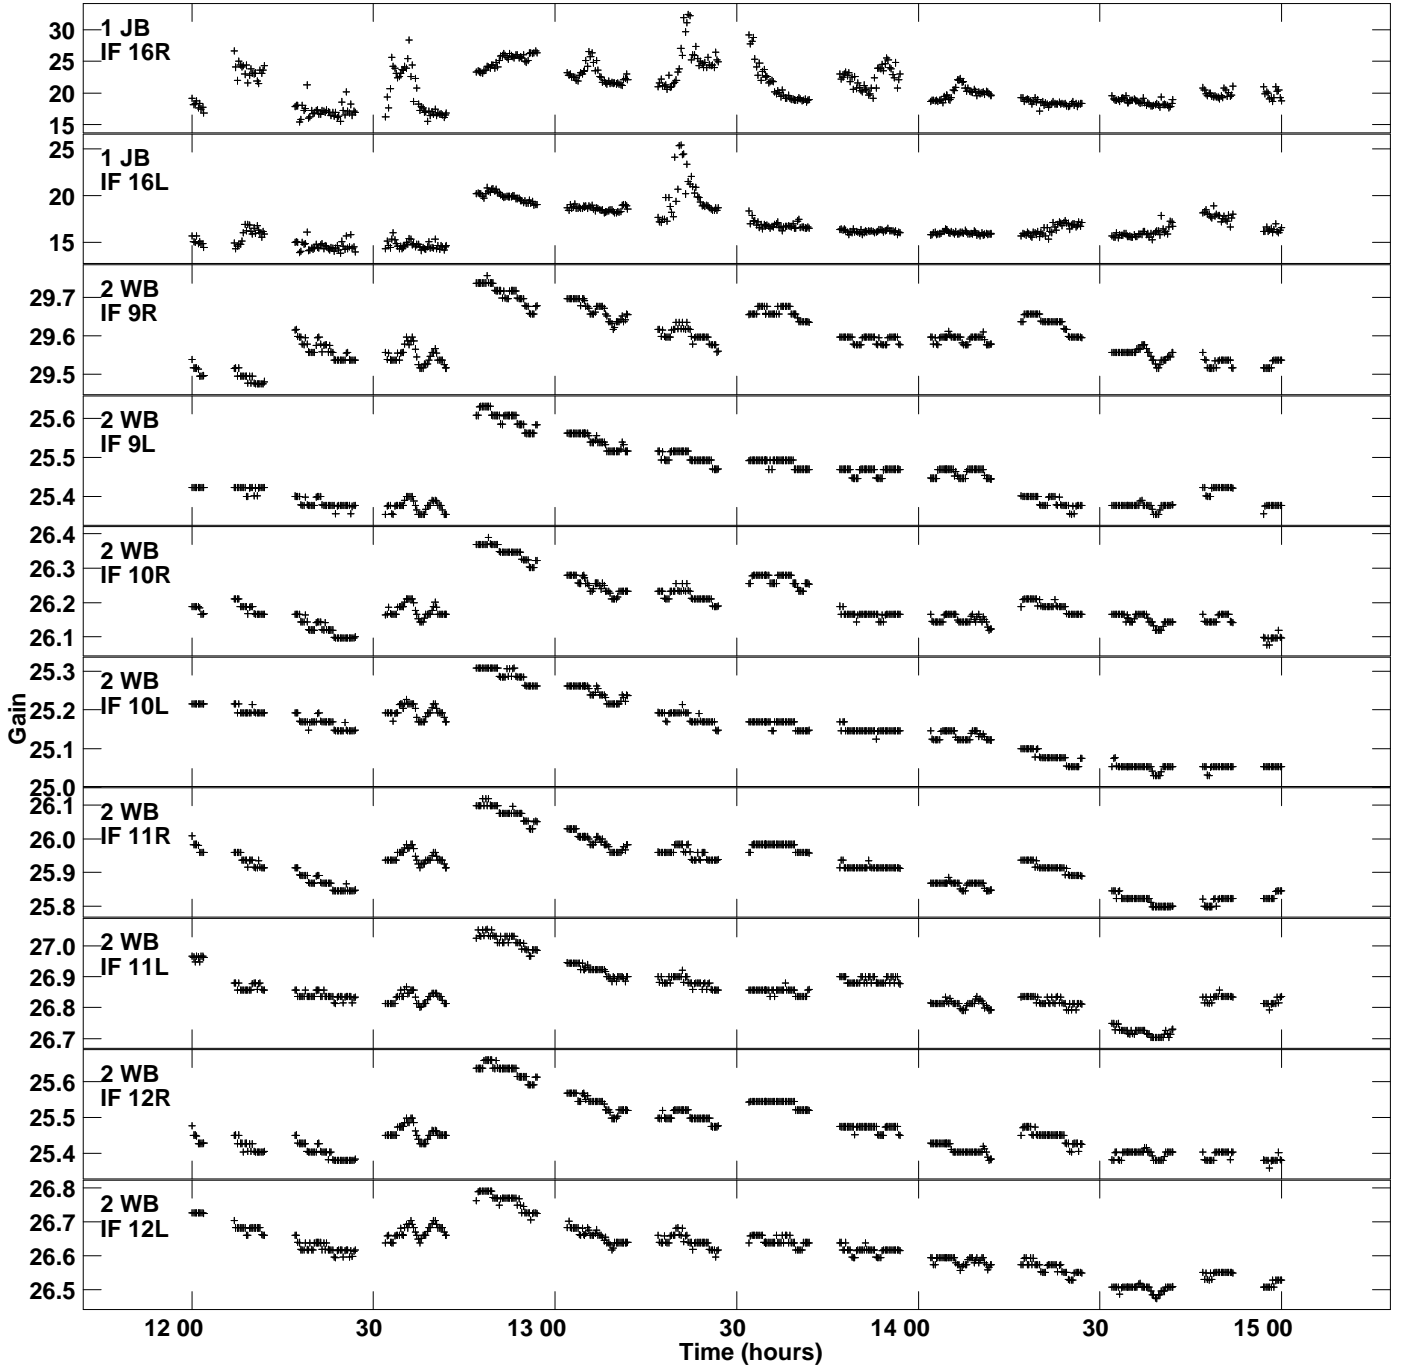 1 JB
IF 16R
30
25
20
15
1 JB
IF 16L
25
20
15
2 WB
IF 9R
29.7
29.6
29.5
2 WB
IF 9L
25.6
25.5
25.4
2 WB
IF 10R
26.4
26.3
26.2
26.1
2 WB
IF 10L
25.3
25.2
25.1
25.0
Gain
2 WB
IF 11R
26.1
26.0
25.9
25.8
2 WB
IF 11L
27.0
26.9
26.8
26.7
2 WB
IF 12R
25.6
25.5
25.4
2 WB
IF 12L
26.8
26.7
26.6
26.5
12 00 30 13 00 30 14 00 30 15 00
Time (hours)